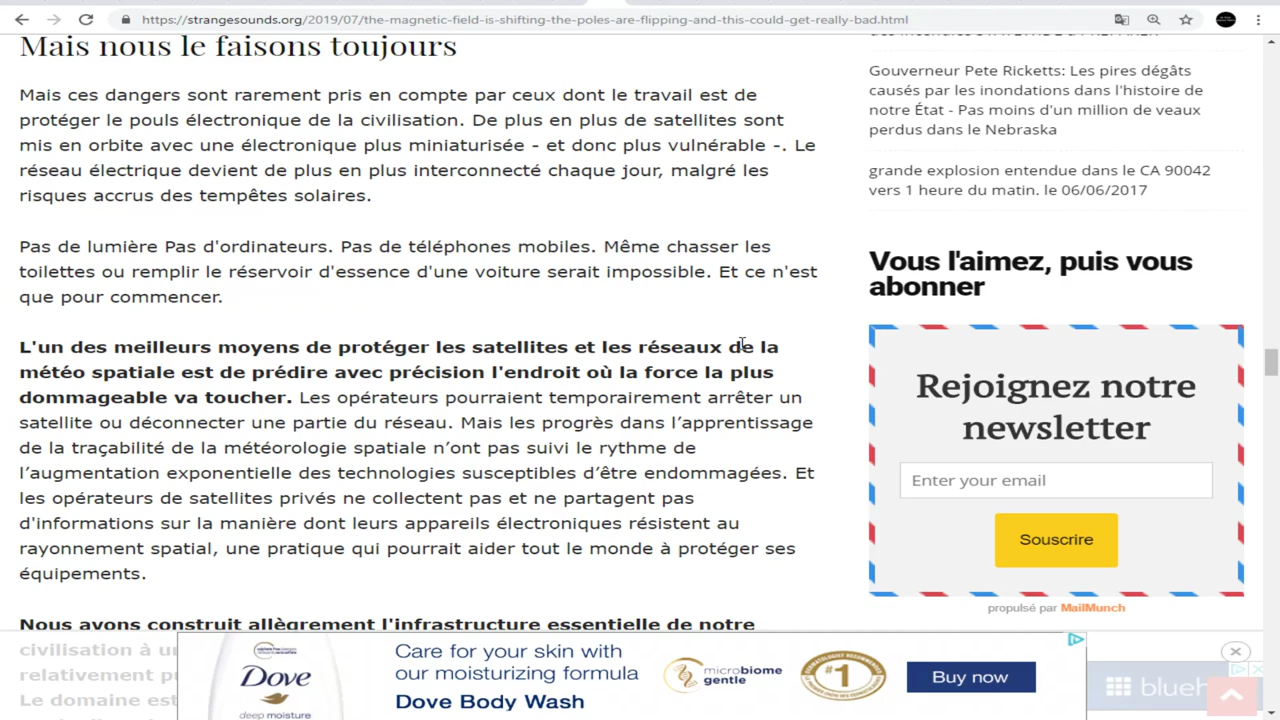 https://strangesounds.org/2019/07/the-magnetic-field-is-shifting-the-poles-are-flipping-and-this-could-get-really-bad.html
Mais nous le faisons toujours
Mais ces dangers sont rarement pris en compte par ceux dont le travail est de
protéger le pouls électronique de la civilisation. De plus en plus de satellites sont
mis en orbite avec une électronique plus miniaturisée - et donc plus vulnérable -. Le
réseau électrique devient de plus en plus interconnecté chaque jour, malgré les
risques accrus des tempêtes solaires.
Pas de lumière Pas d'ordinateurs. Pas de téléphones mobiles. Même chasser les
toilettes ou remplir le réservoir d'essence d'une voiture serait impossible. Et ce n'est
que pour commencer.
L'un des meilleurs moyens de protéger les satellites et les réseaux de la
météo spatiale est de prédire avec précision l'endroit où la force la plus
dommageable va toucher. Les opérateurs pourraient temporairement arrêter un
satellite ou déconnecter une partie du réseau. Mais les progrès dans l’apprentissage
de la traçabilité de la météorologie spatiale n’ont pas suivi le rythme de
l’augmentation exponentielle des technologies susceptibles d’être endommagées. Et
les opérateurs de satellites privés ne collectent pas et ne partagent pas
d'informations sur la manière dont leurs appareils électroniques résistent au
rayonnement spatial, une pratique qui pourrait aider tout le monde à protéger ses
équipements.
Nous avons construit allègrement l'infrastructure essentielle de notre
civilisation à
relativement
Le domaine est
Gouverneur Pete Ricketts: Les pires dégâts
causés par les inondations dans l'histoire de
notre État - Pas moins d'un million de veaux
perdus dans le Nebraska
grande explosion entendue dans le CA 90042
vers 1 heure du matin. le 06/06/2017
Vous l'aimez, puis vous
abonner
Rejoignez notre
newsletter
Enter your email
Souscrire
propulsé par MailMunch
Dove
deep moisture
Care for your skin with
our moisturizing formula
Dove Body Wash
microbiome
gentle
#1
Buy now